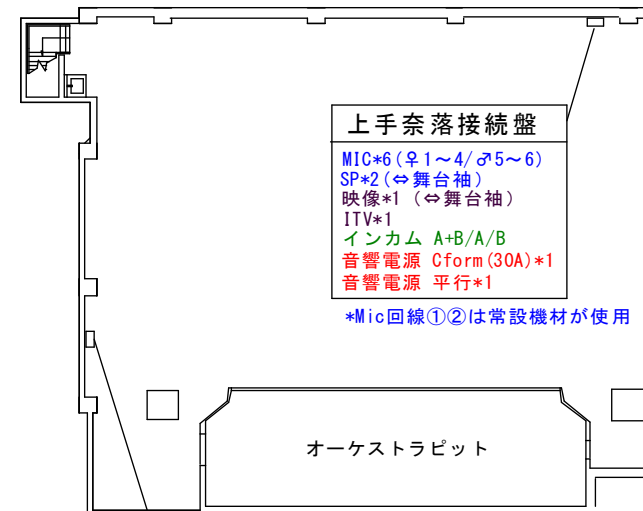 上手奈落接続盤
MIC*6(♀1～4/♂5～6)
SP*2(⇔舞台袖)
映像*1 (⇔舞台袖)
ITV*1
インカム A+B/A/B
音響電源 Cform(30A)*1
音響電源 平行*1
*Mic回線①②は常設機材が使用
オーケストラピット